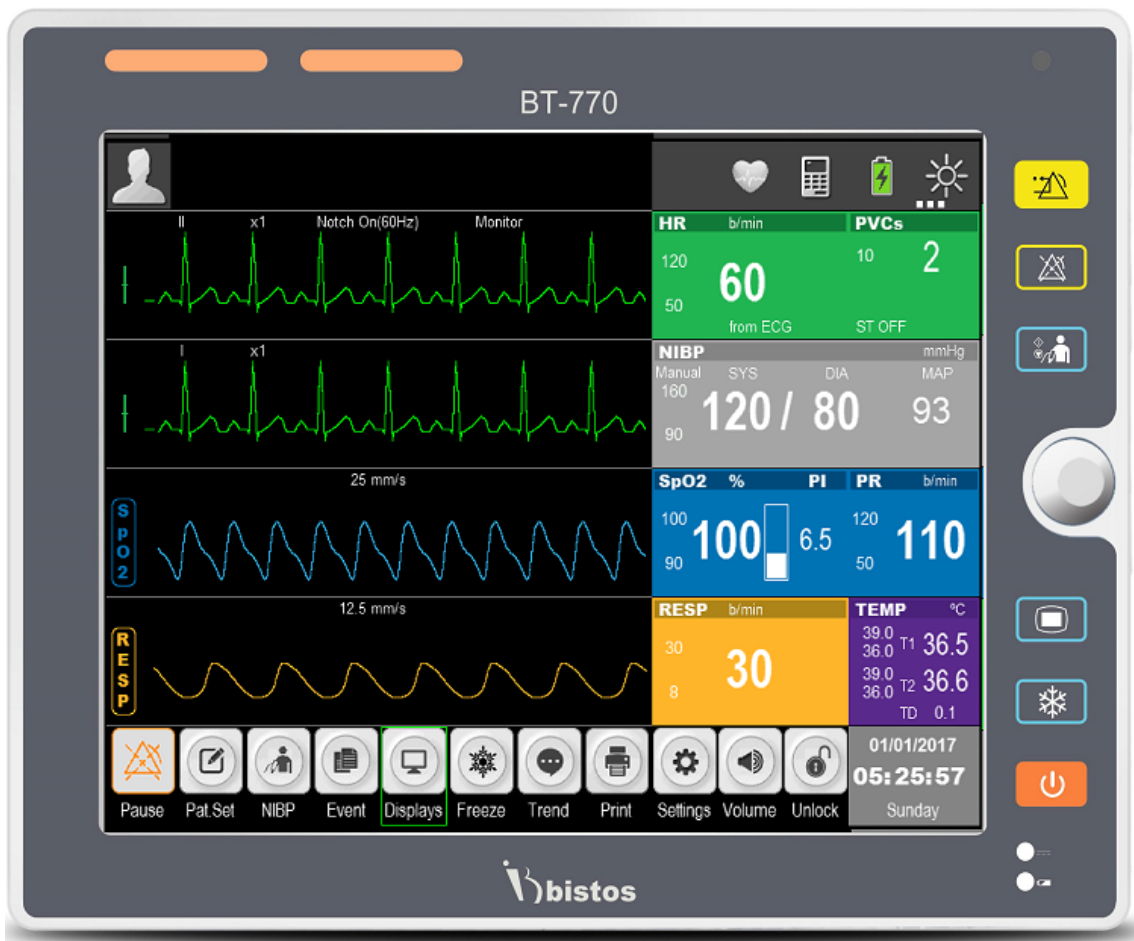 BT-770
II x1 Notch On(60Hz) Monitor
HR b/min PVCs
120 60 10 2
50
from ECG ST OFF
I x1
NIBP mmHg
Manual SYS DIA MAP
160 120 / 80 93
90
25 mm/s
SpO2 % PI PR b/min
SpO2
100 100 6.5 120 110
90 50
12.5 mm/s
RESP b/min TEMP °C
RESP
30 30 39.0 T1 36.5
36.0
8 39.0 T2 36.6
36.0
TD 0.1
Pause Pat.Set NIBP Event Displays Freeze Trend Print Settings Volume Unlock
01/01/2017
05:25:57
Sunday
bistos